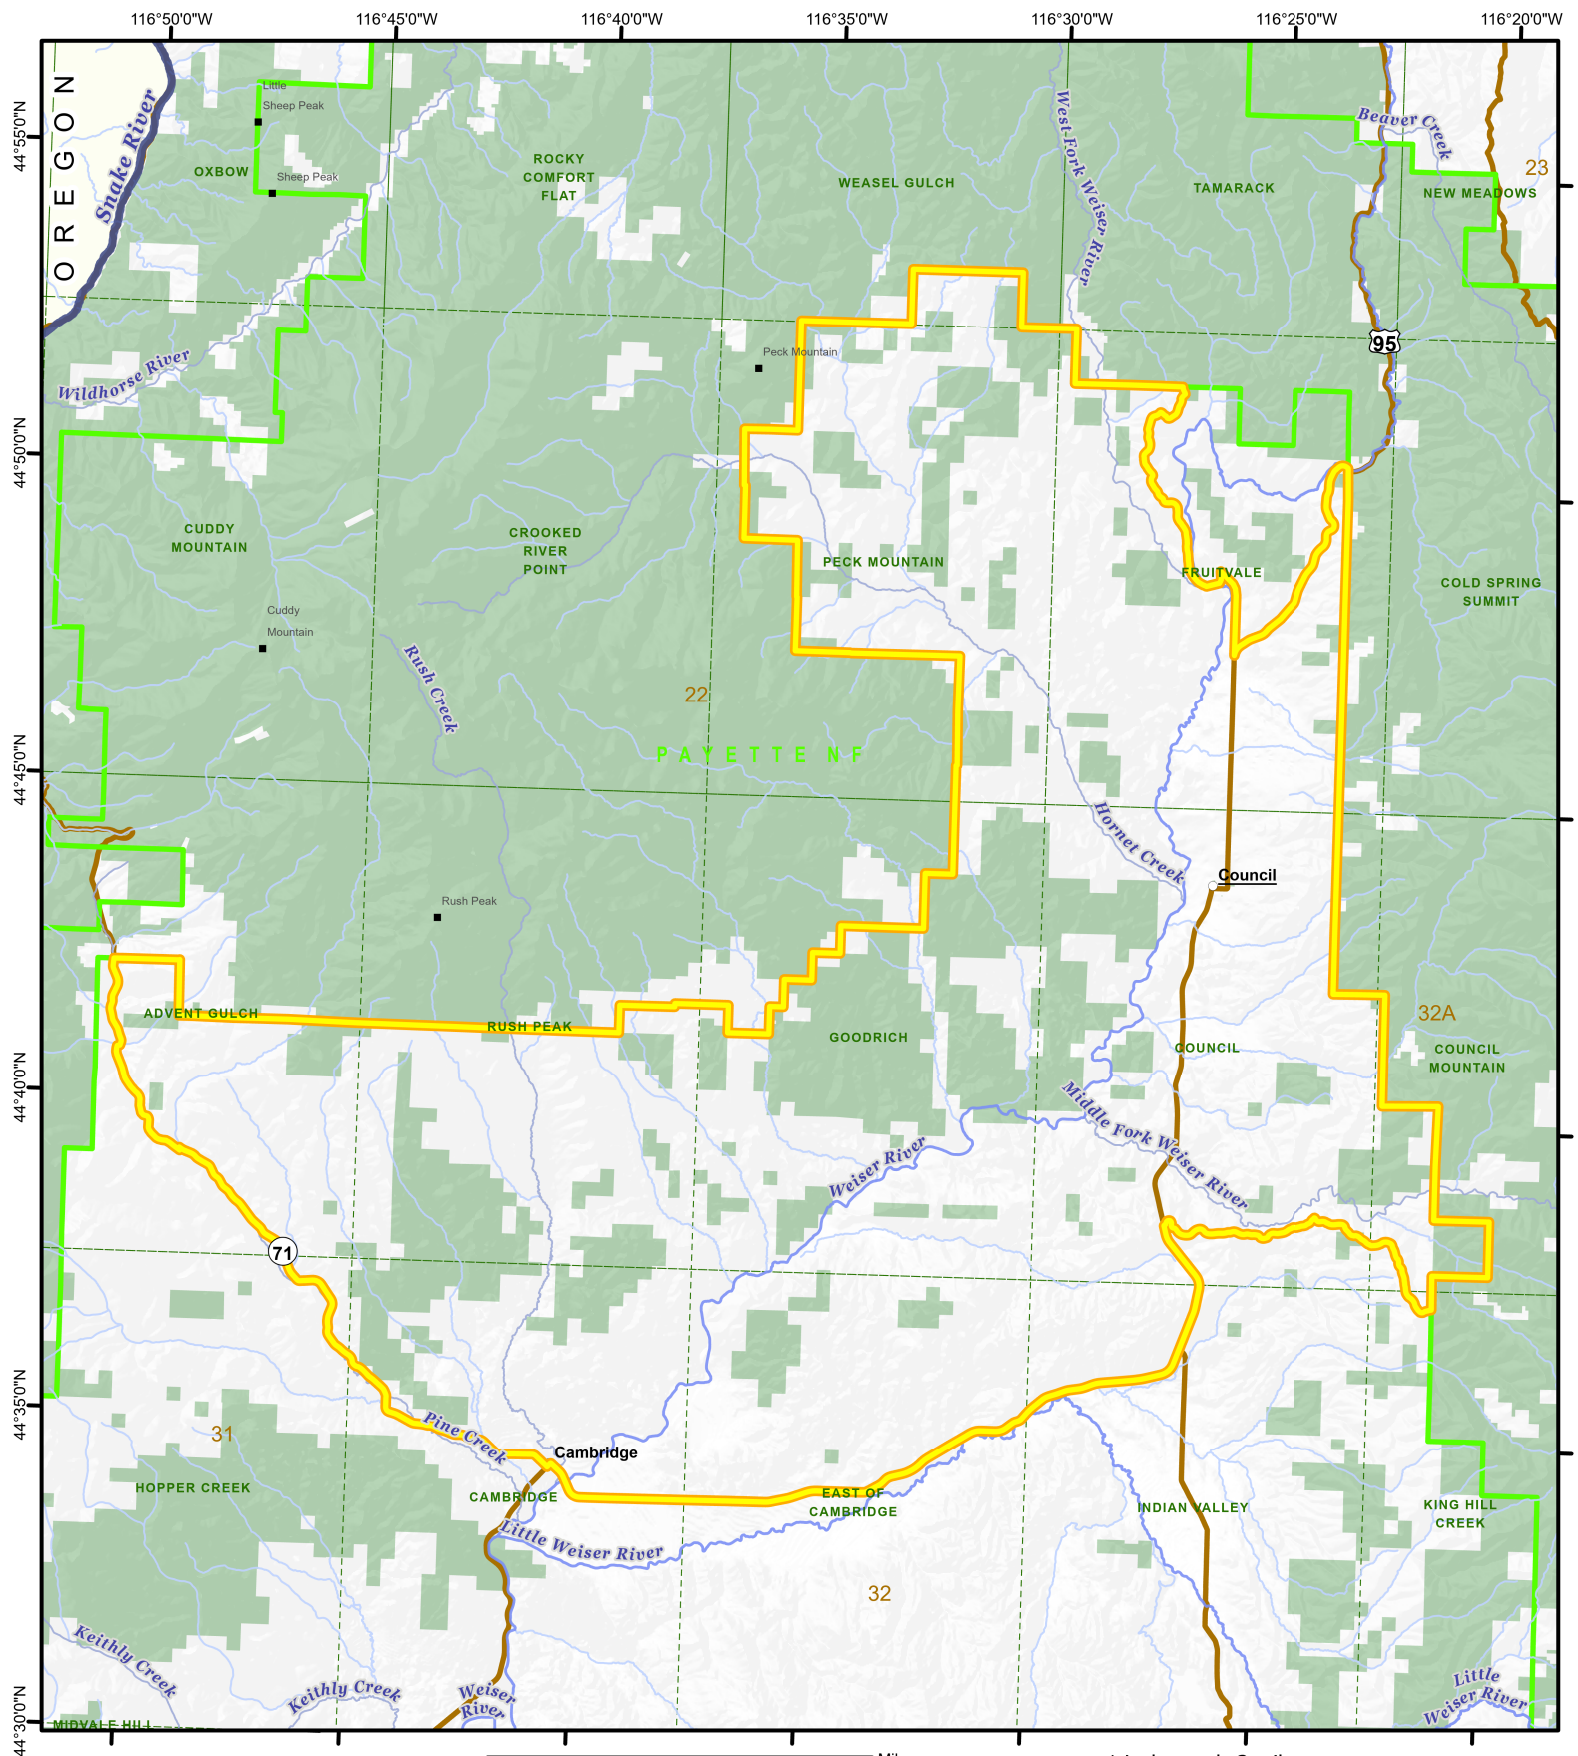 116°50'0"W
116°45'0"W
116°40'0"W
116°35'0"W
116°30'0"W
116°25'0"W
116°20'0"W
44°55'0"N
44°50'0"N
44°45'0"N
44°40'0"N
44°35'0"N
44°30'0"N
OREGON
Snake River
Little
Sheep Peak
OXBOW
Sheep Peak
ROCKY
COMFORT
FLAT
WEASEL GULCH
West Fork Weiser River
TAMARACK
Beaver Creek
23
NEW MEADOWS
95
Wildhorse River
Peck Mountain
CUDDY
MOUNTAIN
CROOKED
RIVER
POINT
PECK MOUNTAIN
FRUITVALE
COLD SPRING
SUMMIT
Cuddy
Mountain
Rush Creek
22
PAYETTE NF
Hornet Creek
Council
Rush Peak
ADVENT GULCH
RUSH PEAK
GOODRICH
COUNCIL
32A
COUNCIL
MOUNTAIN
Middle Fork Weiser River
Weiser River
71
31
Pine Creek
Cambridge
HOPPER CREEK
CAMBRIDGE
EAST OF
CAMBRIDGE
INDIAN VALLEY
KING HILL
CREEK
Little Weiser River
32
Keithly Creek
Keithly Creek
Weiser
River
Little
Weiser River
MIDVALE HILL